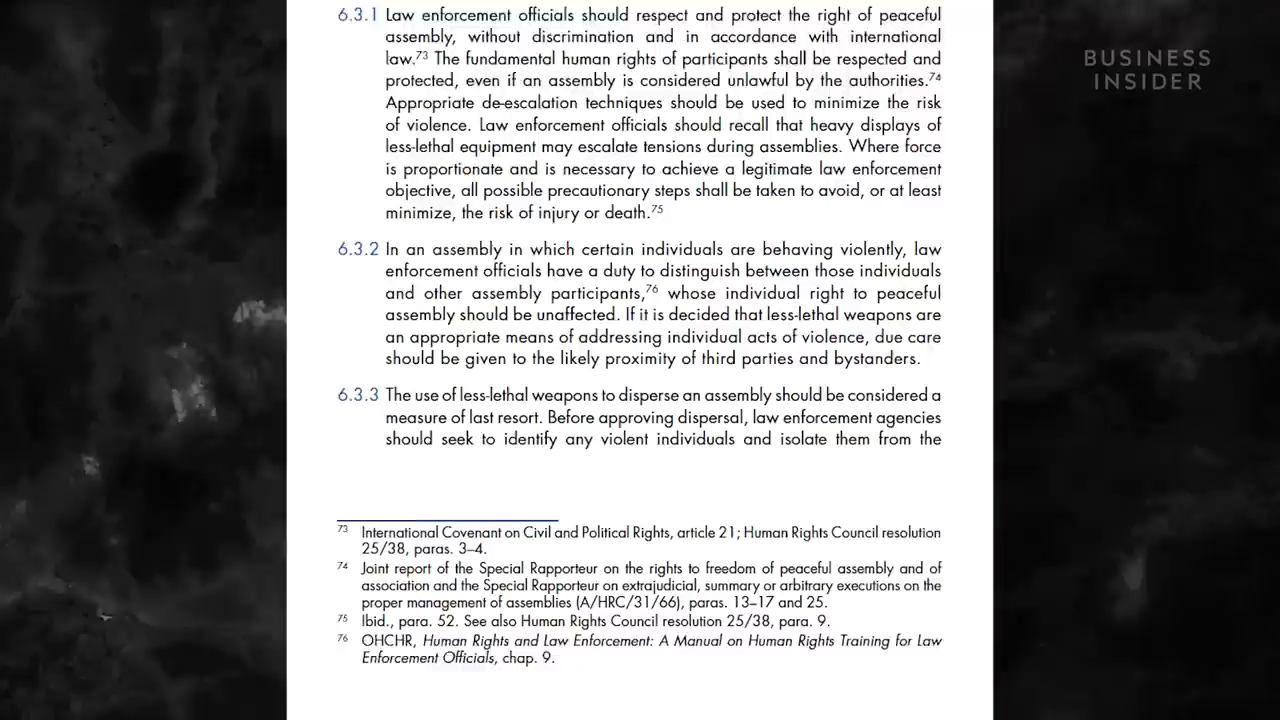 6.3.1 Law enforcement officials should respect and protect the right of peaceful
assembly, without discrimination and in accordance with international
law.73 The fundamental human rights of participants shall be respected and
protected, even if an assembly is considered unlawful by the authorities.74
Appropriate de-escalation techniques should be used to minimize the risk
of violence. Law enforcement officials should recall that heavy displays of
less-lethal equipment may escalate tensions during assemblies. Where force
is proportionate and is necessary to achieve a legitimate law enforcement
objective, all possible precautionary steps shall be taken to avoid, or at least
minimize, the risk of injury or death.75
6.3.2 In an assembly in which certain individuals are behaving violently, law
enforcement officials have a duty to distinguish between those individuals
and other assembly participants,76 whose individual right to peaceful
assembly should be unaffected. If it is decided that less-lethal weapons are
an appropriate means of addressing individual acts of violence, due care
should be given to the likely proximity of third parties and bystanders.
6.3.3 The use of less-lethal weapons to disperse an assembly should be considered a
measure of last resort. Before approving dispersal, law enforcement agencies
should seek to identify any violent individuals and isolate them from the
73 International Covenant on Civil and Political Rights, article 21; Human Rights Council resolution
25/38, paras. 3–4.
74 Joint report of the Special Rapporteur on the rights to freedom of peaceful assembly and of
association and the Special Rapporteur on extrajudicial, summary or arbitrary executions on the
proper management of assemblies (A/HRC/31/66), paras. 13–17 and 25.
75 Ibid., para. 52. See also Human Rights Council resolution 25/38, para. 9.
76 OHCHR, Human Rights and Law Enforcement: A Manual on Human Rights Training for Law
Enforcement Officials, chap. 9.
BUSINESS
INSIDER